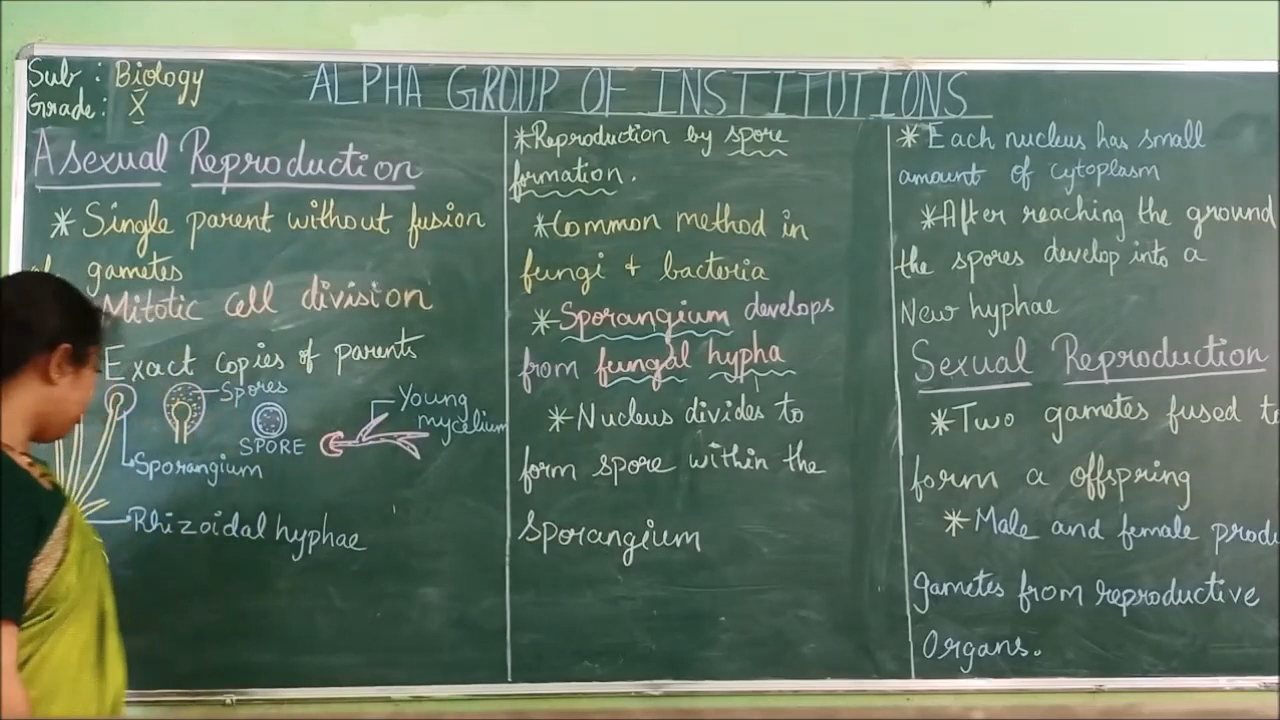 Sub : Biology
Grade : X
ALPHA GROUP OF INSTITUTIONS
Asexual Reproduction
* Single parent without fusion
gametes
Mitotic cell division
Exact copies of parents
Spores
SPORE
Young
mycelium
Sporangium
Rhizoidal hyphae
* Reproduction by spore
formation.
* Common method in
fungi + bacteria
* Sporangium develops
from fungal hypha
* Nucleus divides to
form spore within the
sporangium
* Each nucleus has small
amount of cytoplasm
* After reaching the ground
the spores develop into a
New hyphae
Sexual Reproduction
* Two gametes fused to
form a offspring
* Male and female produ
gametes from reproductive
Organs.